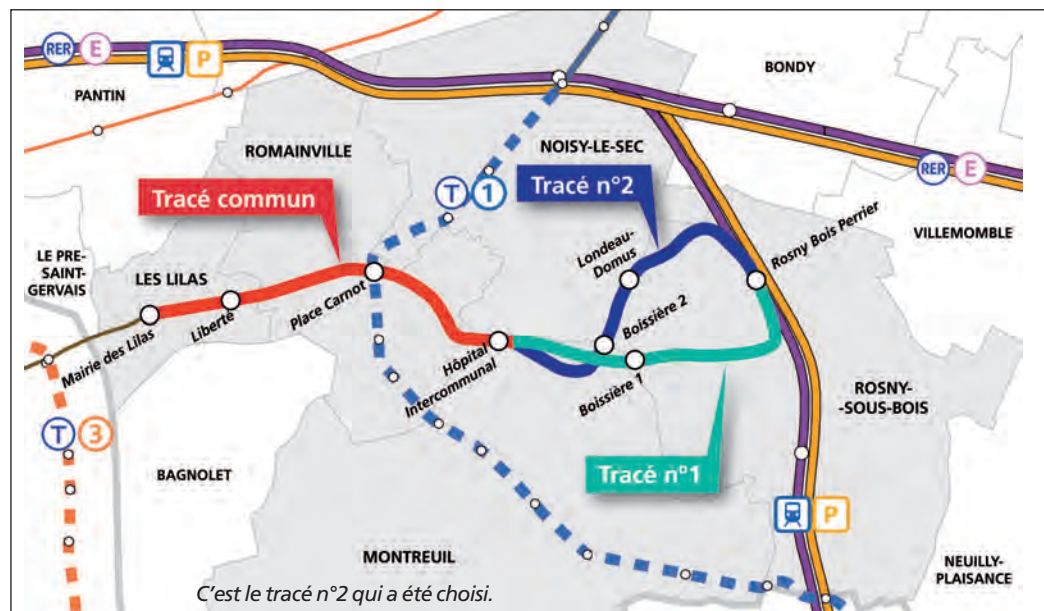 RER E
P
PANTIN
BONDY
ROMAINVILLE
NOISY-LE-SEC
RER E
Tracé commun
T 1
Tracé n°2
VILLEMOMBLE
LE PRE-
SAINT-
GERVAIS
LES LILAS
Mairie des Lilas
Liberté
Place Carnot
Hôpital
Intercommunal
Londeau-
Domus
Boissière 2
Boissière 1
Rosny Bois Perrier
ROSNY-
-SOUS-BOIS
T 3
BAGNOLET
Tracé n°1
P
MONTREUIL
NEUILLY-
PLAISANCE
C'est le tracé n°2 qui a été choisi.